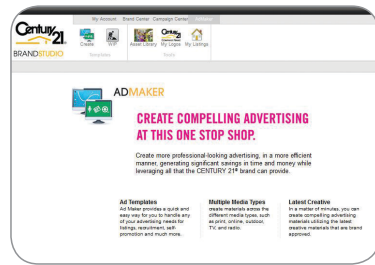 My Account Brand Center Campaign Center
Century 21
BRANDSTUDIO
Create WIP Asset Library My Logos My Listings
Templates Tools
ADMAKER
CREATE COMPELLING ADVERTISING
AT THIS ONE STOP SHOP.
Create more professional-looking advertising, in a more efficient
manner, generating significant savings in time and money while
leveraging all that the CENTURY 21® brand can provide.
Ad Templates
Ad Maker provides a quick and
easy way for you to handle any
of your advertising needs for
listings, recruitment, self-
promotion and much more.
Multiple Media Types
create materials across the
different media types, such
as print, online, outdoor,
TV, and radio.
Latest Creative
In a matter of minutes, you can
create compelling advertising
materials utilizing the latest
creative materials that are brand
approved.